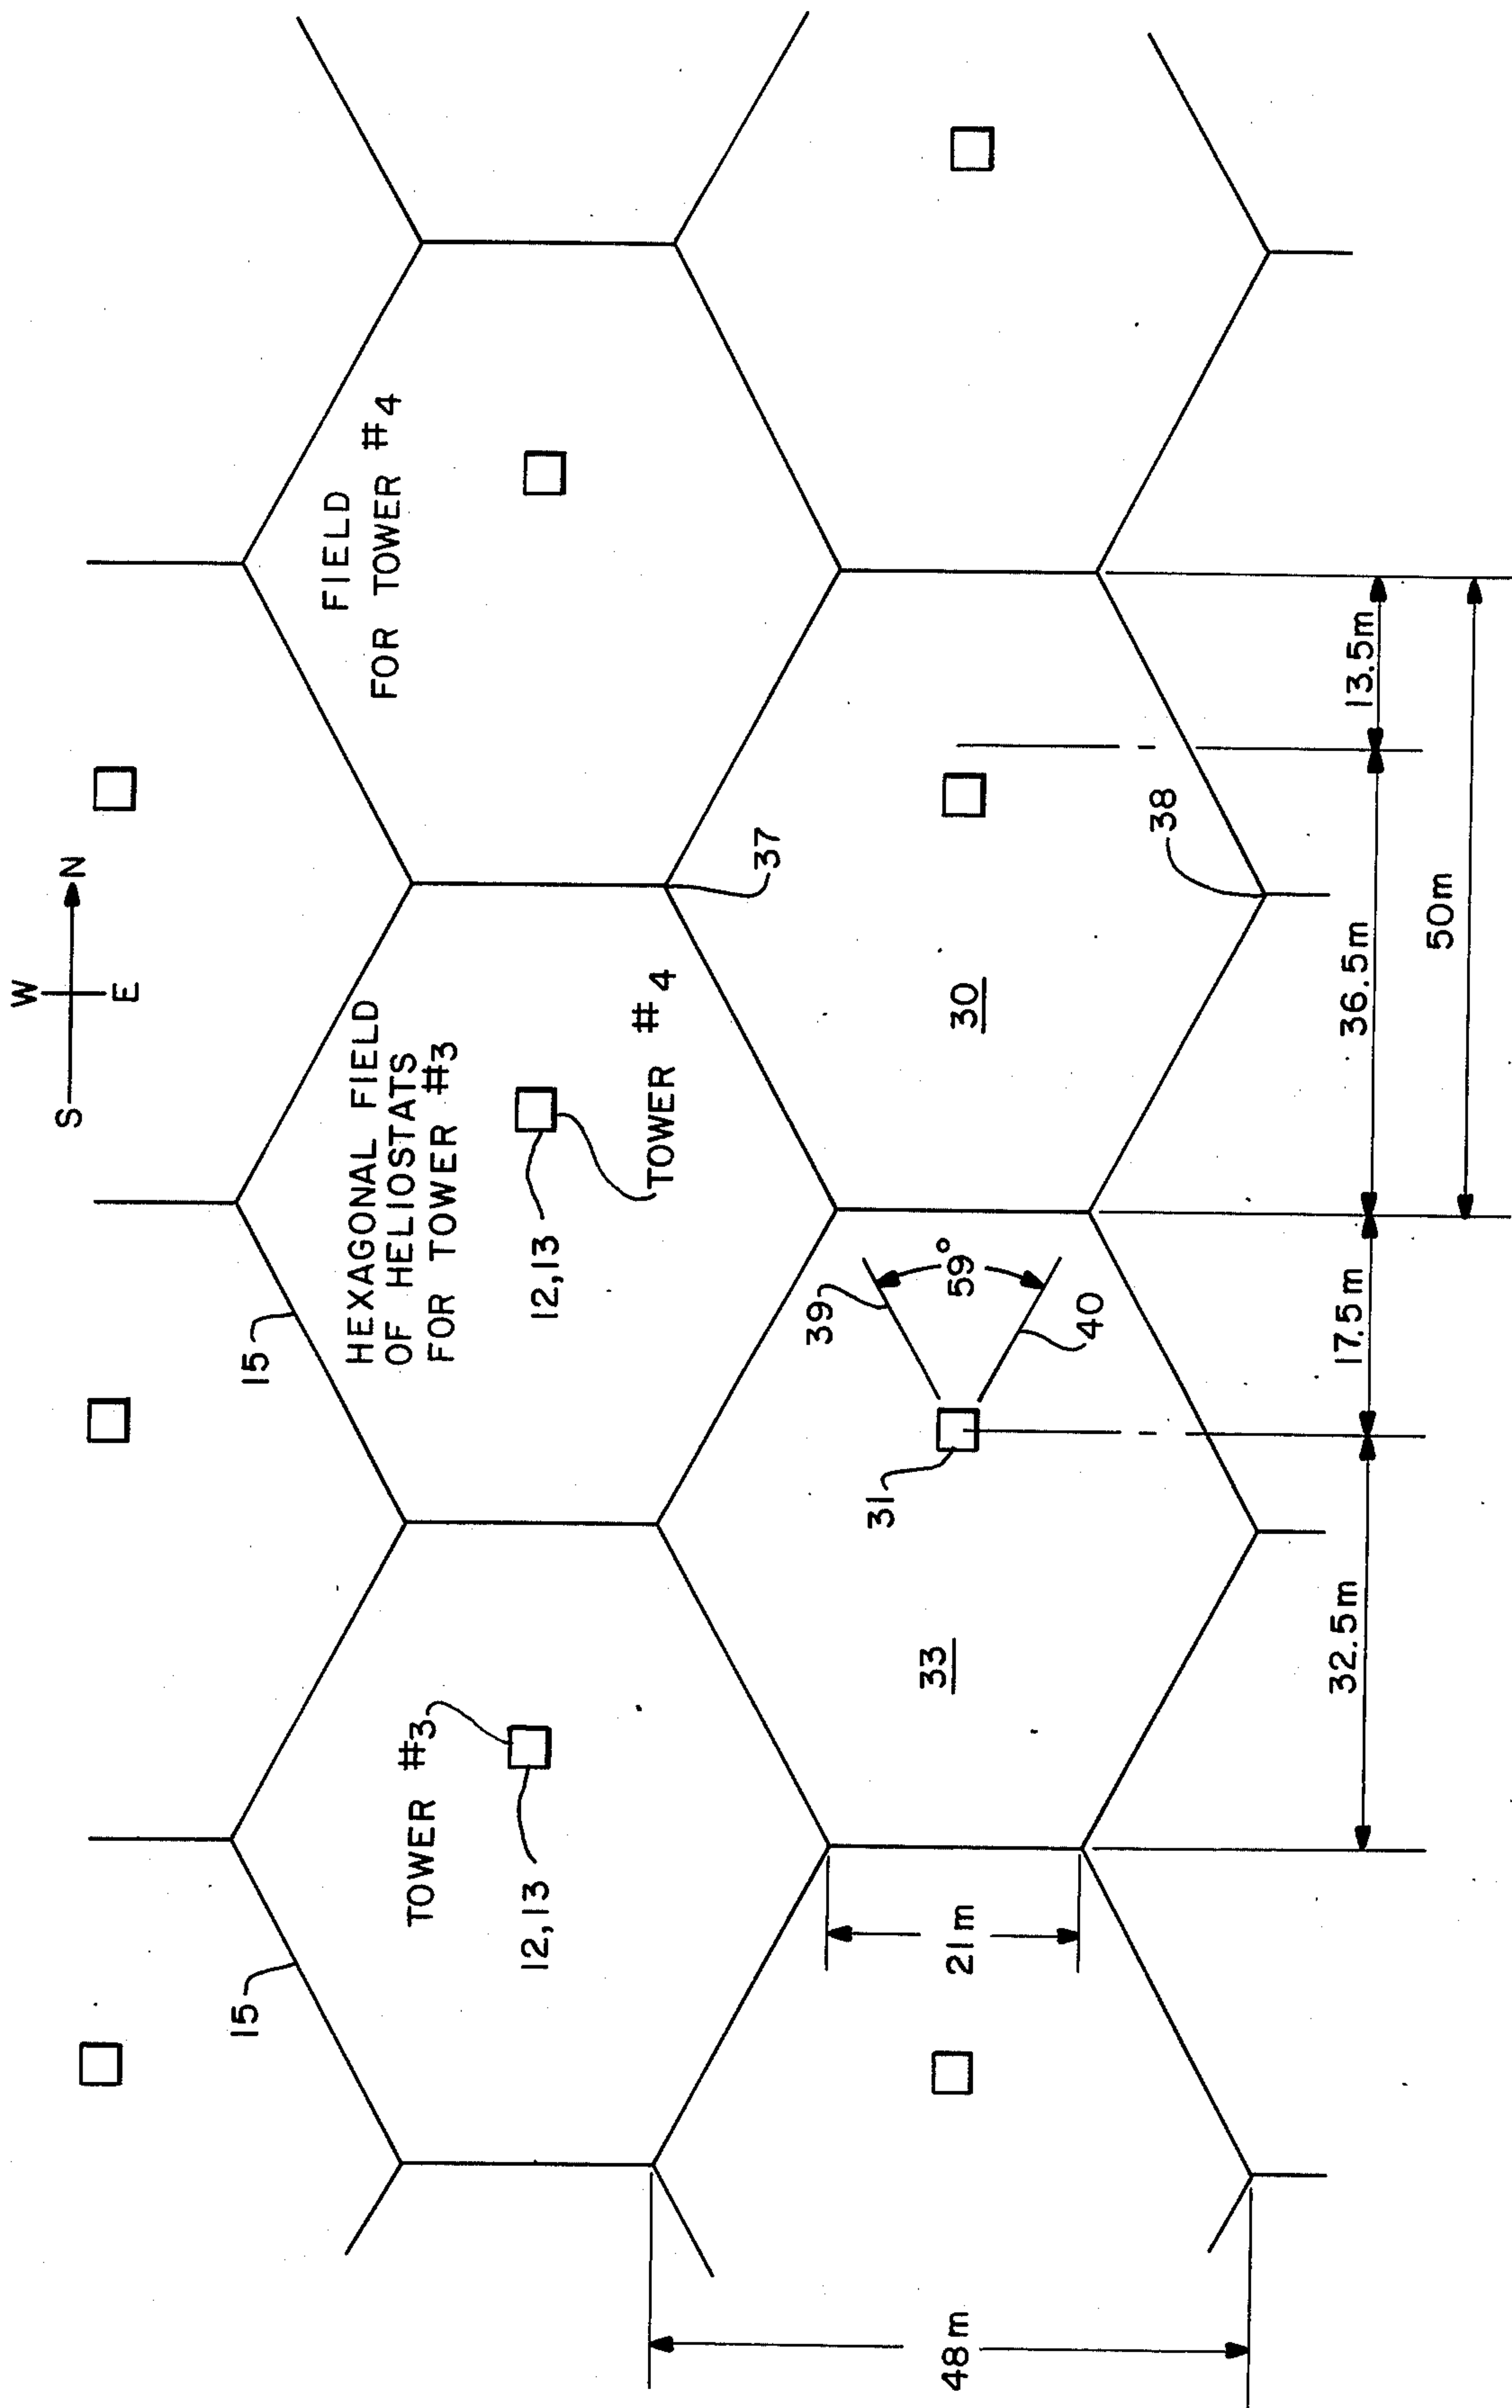 W
S
N
E
15
HEXAGONAL FIELD
OF HELIOSTATS
FOR TOWER #3
FIELD
FOR TOWER #4
15
TOWER #3
12,13
12,13
TOWER #4
37
31
39
59°
40
33
30
38
21m
48m
32.5m
17.5m
36.5m
13.5m
50m